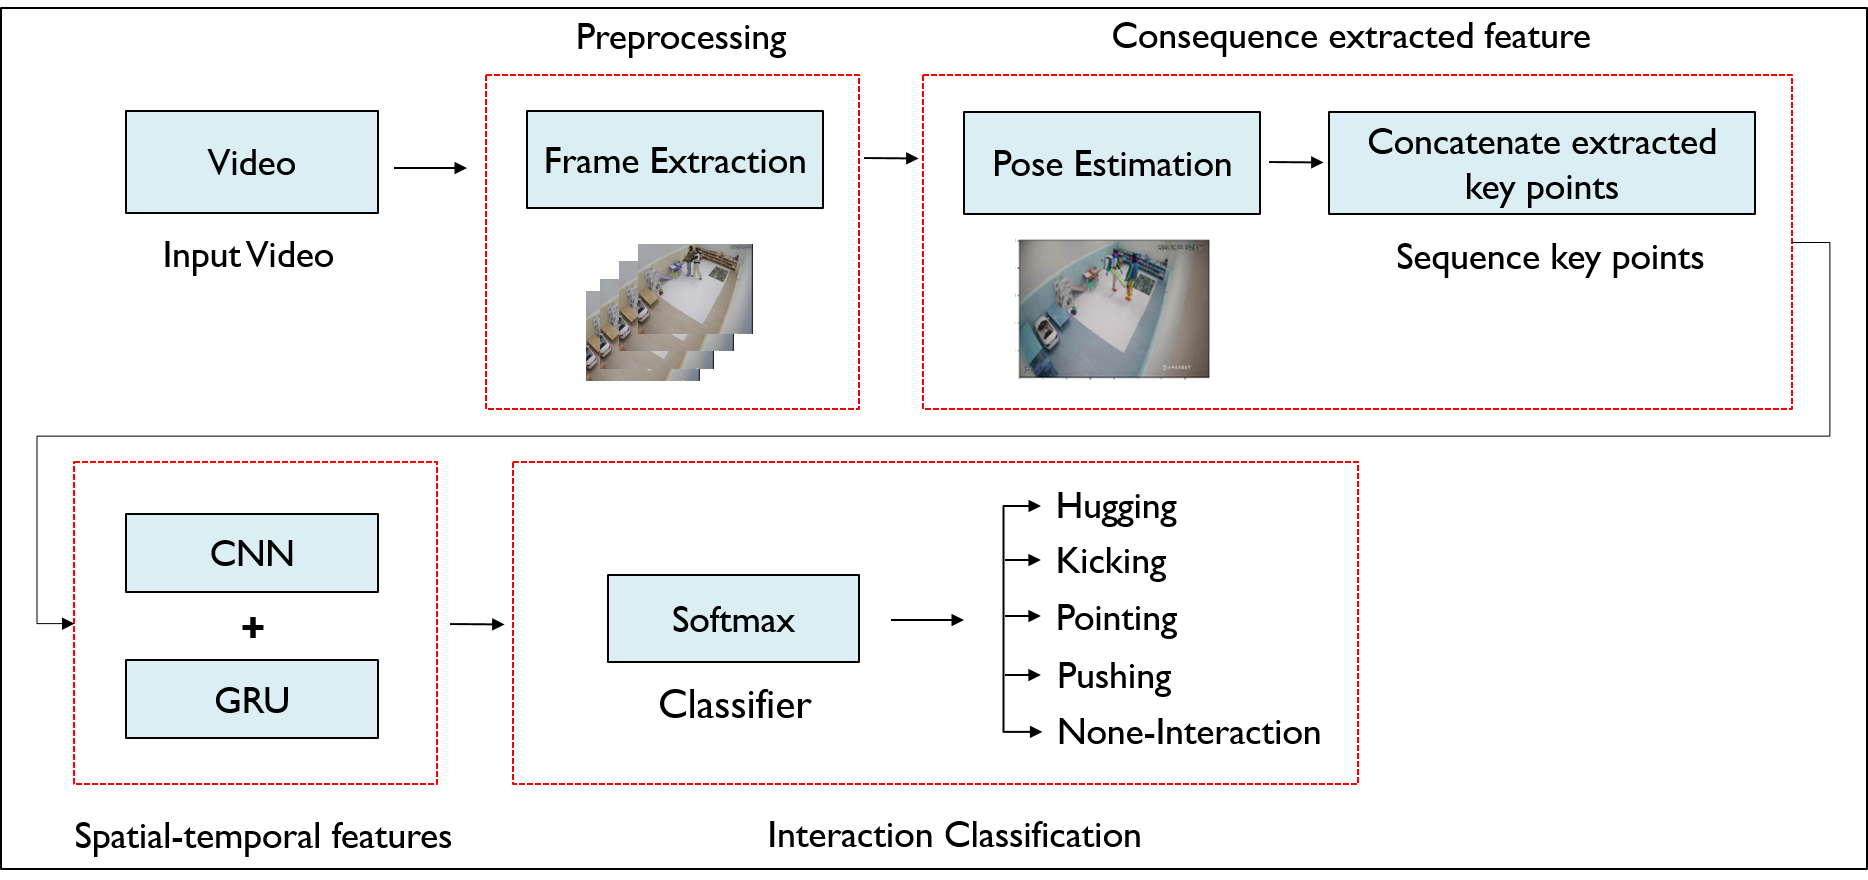 Preprocessing
Consequence extracted feature
Video
Frame Extraction
Pose Estimation
Concatenate extracted
key points
Input Video
Sequence key points
CNN
+
GRU
Softmax
Classifier
Hugging
Kicking
Pointing
Pushing
None-Interaction
Spatial-temporal features
Interaction Classification